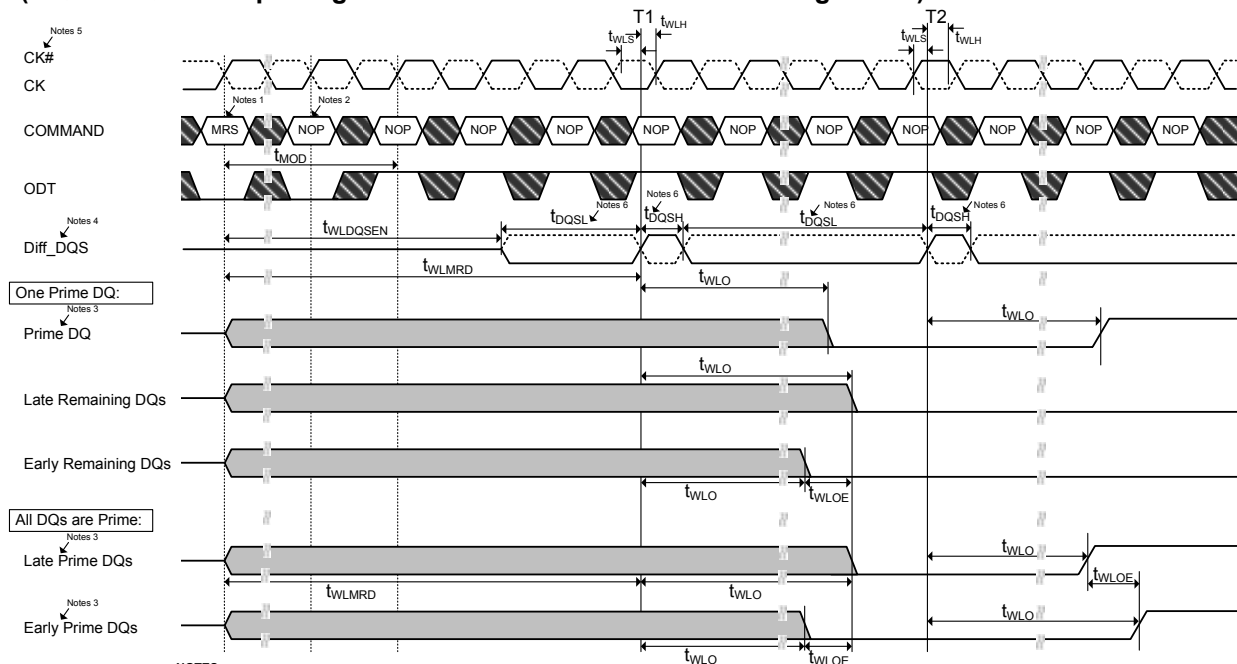 T1 T2
tWLS tWLH tWLS tWLH
Notes 5
CK#
CK
Notes 1 Notes 2
COMMAND MRS NOP NOP NOP NOP NOP NOP NOP NOP NOP NOP NOP
tMOD
ODT
Notes 6 Notes 6 Notes 6 Notes 6
tDQSL tDQSH tDQSL tDQSH
Notes 4
Diff_DQS
tWLDQSEN
tWLMRD
tWLO
One Prime DQ:
Notes 3
Prime DQ
tWLO
tWLO
Late Remaining DQs
Early Remaining DQs
tWLO tWLOE
All DQs are Prime:
Notes 3
Late Prime DQs
tWLO
tWLMRD tWLO
tWLOE
Notes 3
Early Prime DQs
tWLO
tWLO tWLOE
NOTES